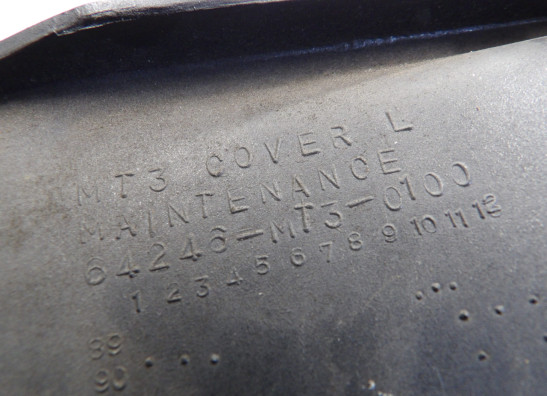 MT3 COVER L
MAINTENANCE
64246-MT3-0100
1 2 3 4 5 6 7 8 9 10 11 12
89
90